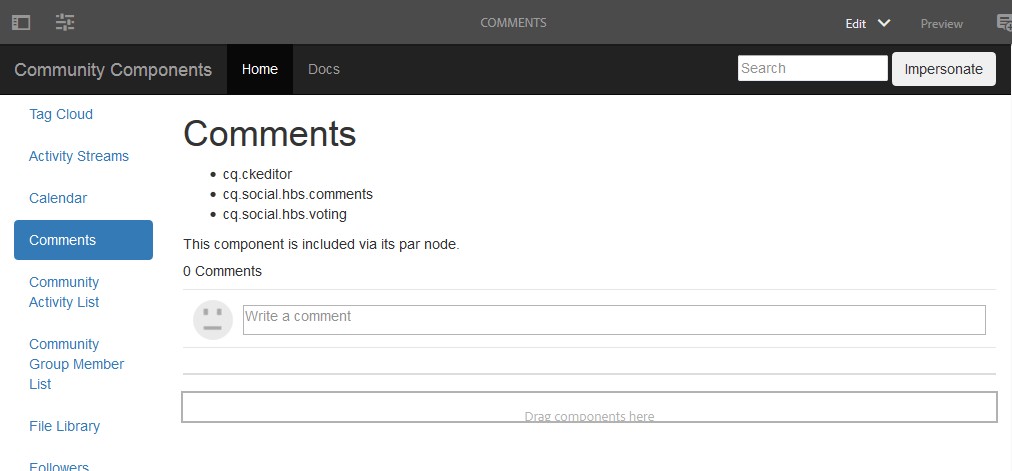 COMMENTS
Edit
Preview
Community Components
Home
Docs
Search
Impersonate
Tag Cloud
Activity Streams
Calendar
Comments
Community
Activity List
Community
Group Member
List
File Library
Followers
Comments
• cq.ckeditor
• cq.social.hbs.comments
• cq.social.hbs.voting
This component is included via its par node.
0 Comments
Write a comment
Drag components here